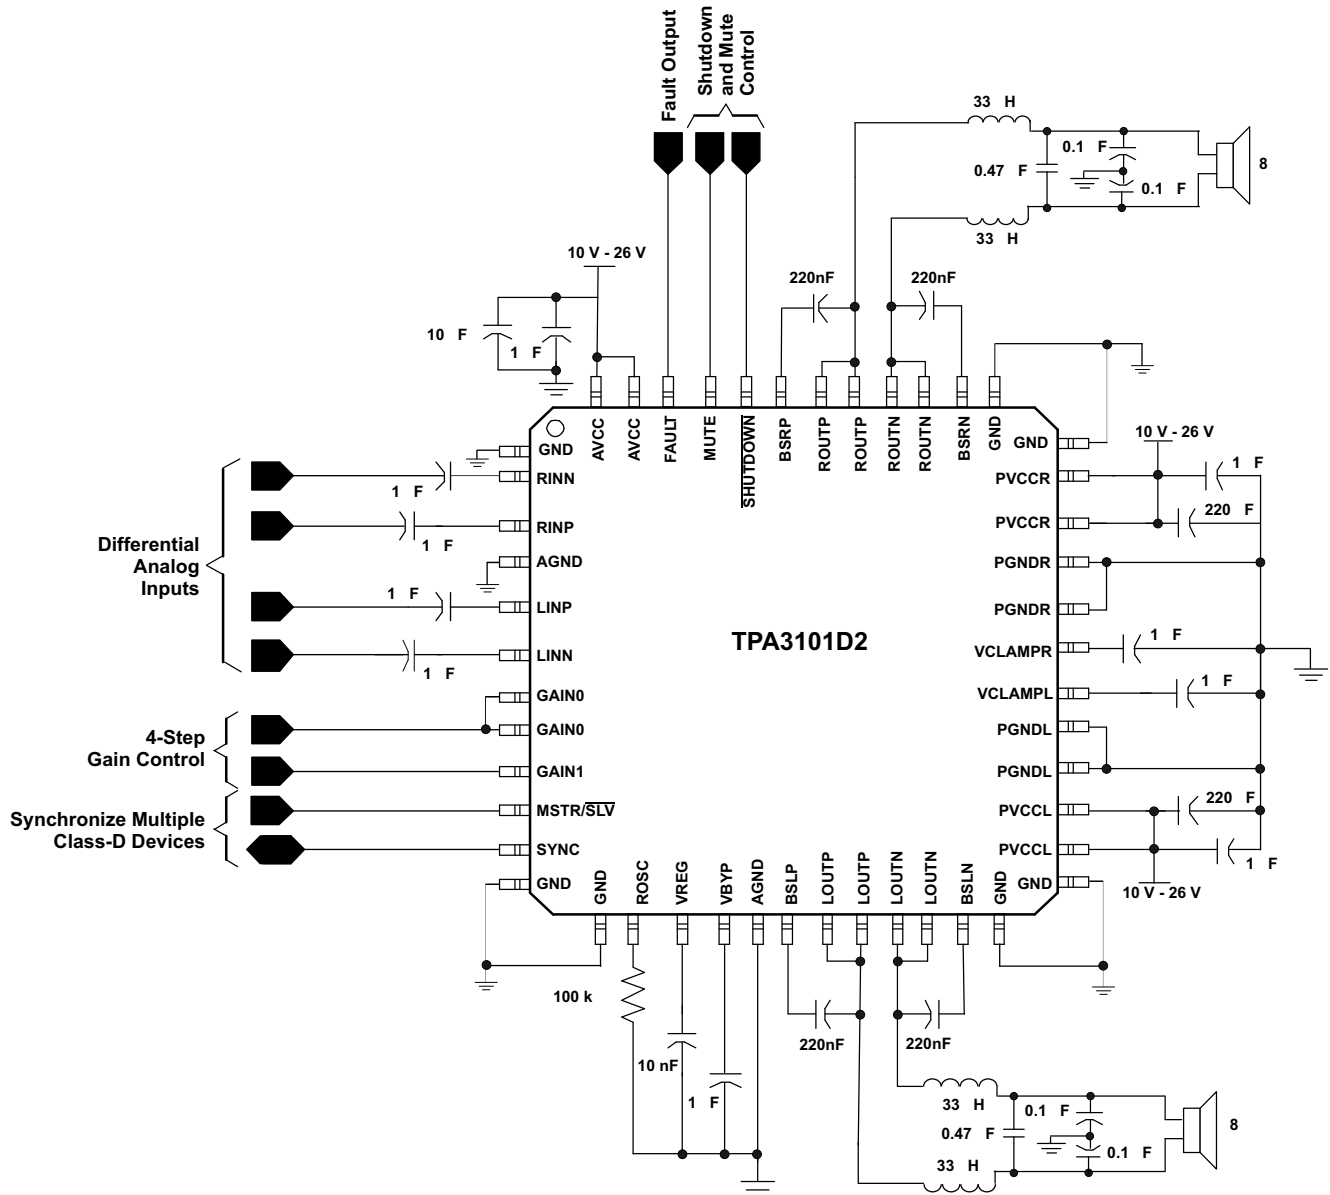 Fault Output
Shutdown
and Mute
Control
33 H
0.1 F
0.47 F
0.1 F
8
33 H
10 V - 26 V
220nF
220nF
10 F
1 F
AVCC
AVCC
FAULT
MUTE
SHUTDOWN
BSRP
ROUTP
ROUTP
ROUTN
ROUTN
BSRN
GND
GND
RINN
RINP
AGND
LINP
LINN
GAIN0
GAIN0
GAIN1
MSTR/SLV
SYNC
GND
1 F
1 F
1 F
1 F
Differential
Analog
Inputs
4-Step
Gain Control
Synchronize Multiple
Class-D Devices
TPA3101D2
GND
PVCCR
PVCCR
PGNDR
PGNDR
VCLAMPR
VCLAMPL
PGNDL
PGNDL
PVCCL
PVCCL
GND
10 V - 26 V
1 F
220 F
1 F
1 F
220 F
1 F
10 V - 26 V
GND
ROSC
VREG
VBYP
AGND
BSLP
LOUTP
LOUTP
LOUTN
LOUTN
BSLN
GND
100 k
10 nF
1 F
220nF
220nF
33 H
0.1 F
0.47 F
0.1 F
8
33 H